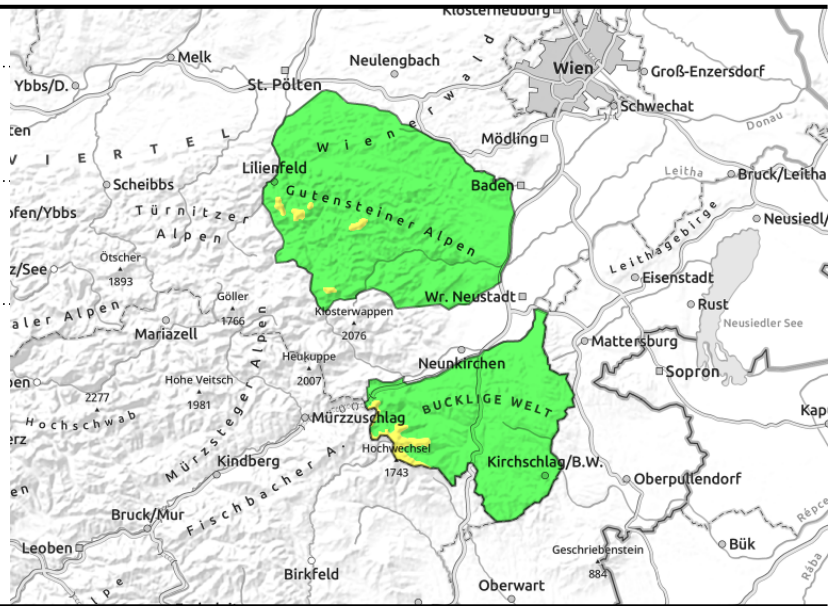 Klosterneuburg
Melk
Neulengbach
Wien
Groß-Enzersdorf
Ybbs/D.
St. Pölten
Schwechat
Wienerwald
Donau
VIERTEL
Mödling
Lilienfeld
Leitha
Bruck/Leitha
Scheibbs
Baden
Gutensteiner Alpen
Türnitzer
Alpen
Leithagebirge
Ötscher
1893
Eisenstadt
Göller
1766
Wr. Neustadt
Rust
Klosterwappen
2076
Neusiedler See
Mariazell
Mattersburg
Heukuppe
2007
Neunkirchen
Sopron
Hohe Veitsch
1981
2277
Hochschwab
BUCKLIGE WELT
Mürzzuschlag
Mürzsteger Alpen
Hochwechsel
1743
Kindberg
Kirchschlag/B.W.
Oberpullendorf
Fischbacher A.
Bruck/Mur
Répce
Leoben
Geschriebenstein
884
Bük
Birkfeld
Rába
Oberwart